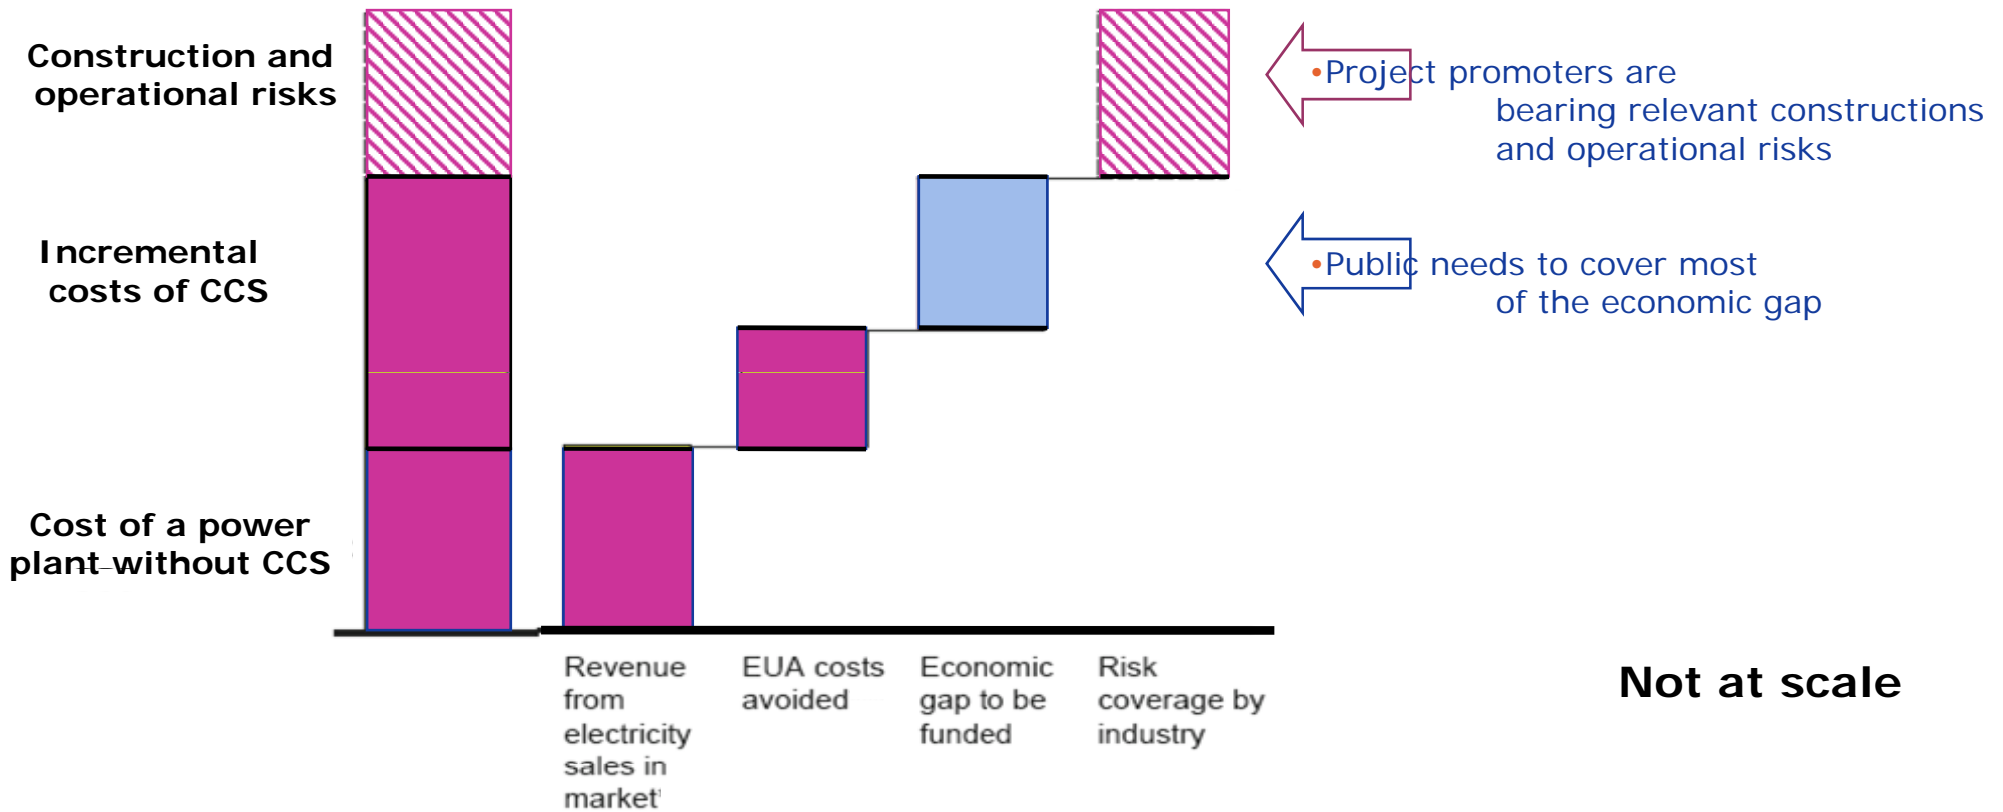 Construction and
operational risks
•Project promoters are
bearing relevant constructions
and operational risks
Incremental
costs of CCS
•Public needs to cover most
of the economic gap
Cost of a power
plant without CCS
Revenue
from
electricity
sales in
market
EUA costs
avoided
Economic
gap to be
funded
Risk
coverage by
industry
Not at scale